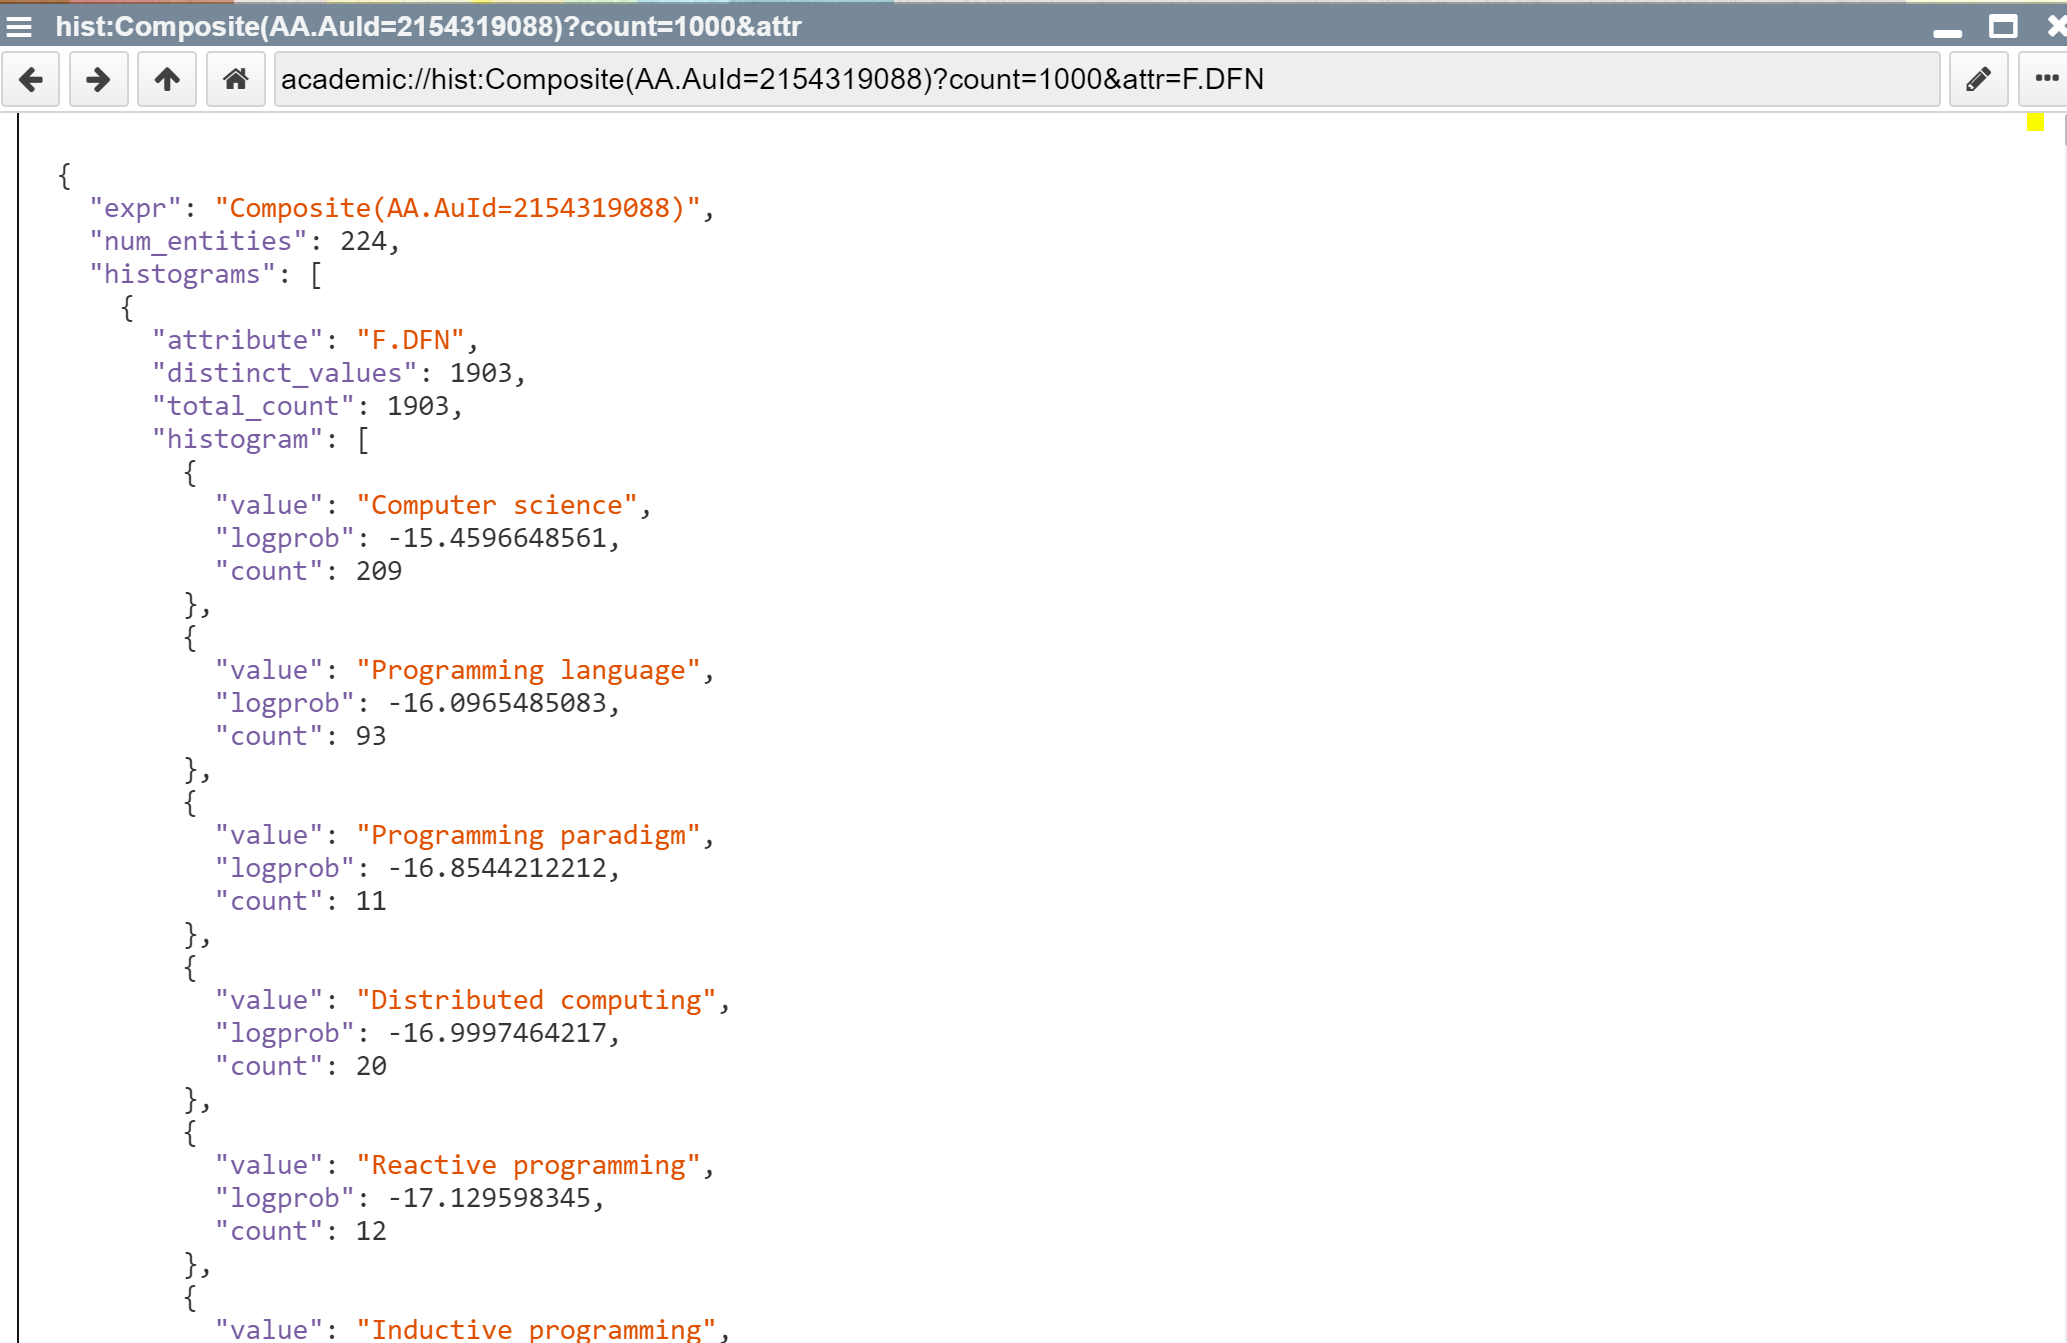 hist:Composite(AA.AuId=2154319088)?count=1000&attr
academic://hist:Composite(AA.AuId=2154319088)?count=1000&attr=F.DFN
{
"expr": "Composite(AA.AuId=2154319088)",
"num_entities": 224,
"histograms": [
{
"attribute": "F.DFN",
"distinct_values": 1903,
"total_count": 1903,
"histogram": [
{
"value": "Computer science",
"logprob": -15.4596648561,
"count": 209
},
{
"value": "Programming language",
"logprob": -16.0965485083,
"count": 93
},
{
"value": "Programming paradigm",
"logprob": -16.8544212212,
"count": 11
},
{
"value": "Distributed computing",
"logprob": -16.9997464217,
"count": 20
},
{
"value": "Reactive programming",
"logprob": -17.129598345,
"count": 12
},
{
"value": "Inductive programming",